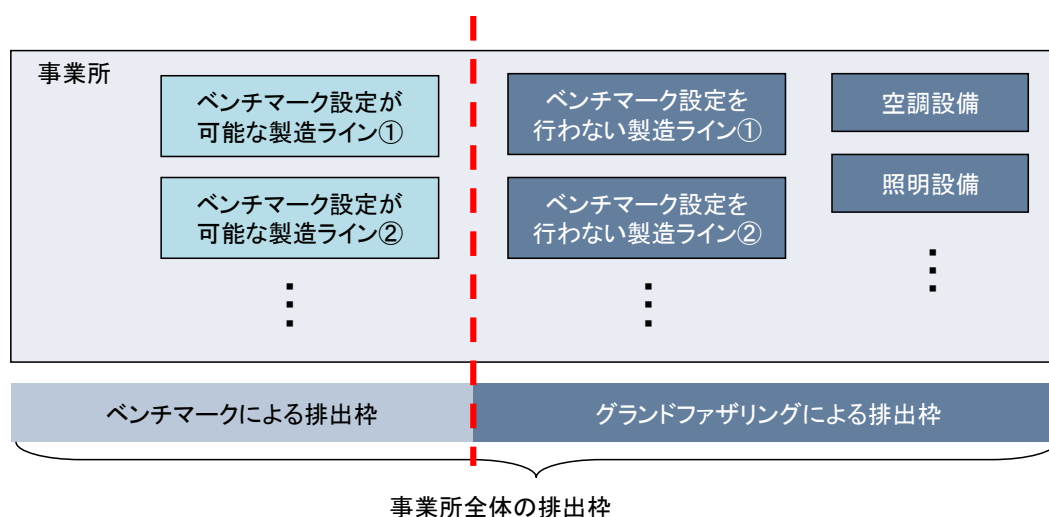 事業所
ベンチマーク設定が
可能な製造ライン①
ベンチマーク設定が
可能な製造ライン②
ベンチマーク設定を
行わない製造ライン①
ベンチマーク設定を
行わない製造ライン②
空調設備
照明設備
ベンチマークによる排出枠
グランドファザリングによる排出枠
事業所全体の排出枠